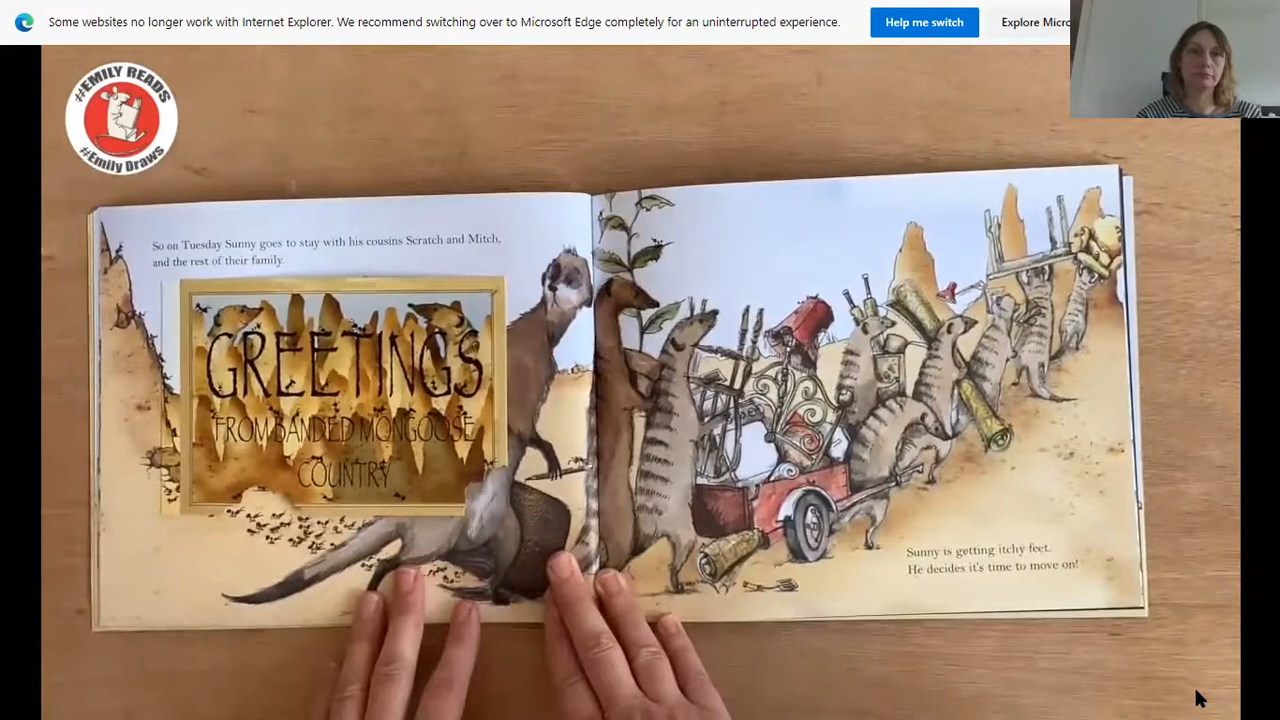 Some websites no longer work with Internet Explorer. We recommend switching over to Microsoft Edge completely for an uninterrupted experience.
Help me switch
Explore
#EMILY READS
#Emily Draws
So on Tuesday Sunny goes to stay with his cousins Scratch and Mitch,
and the rest of their family.
GREETINGS
FROM BANDED MONGOOSE
COUNTRY
Sunny is getting itchy feet.
He decides it's time to move on!